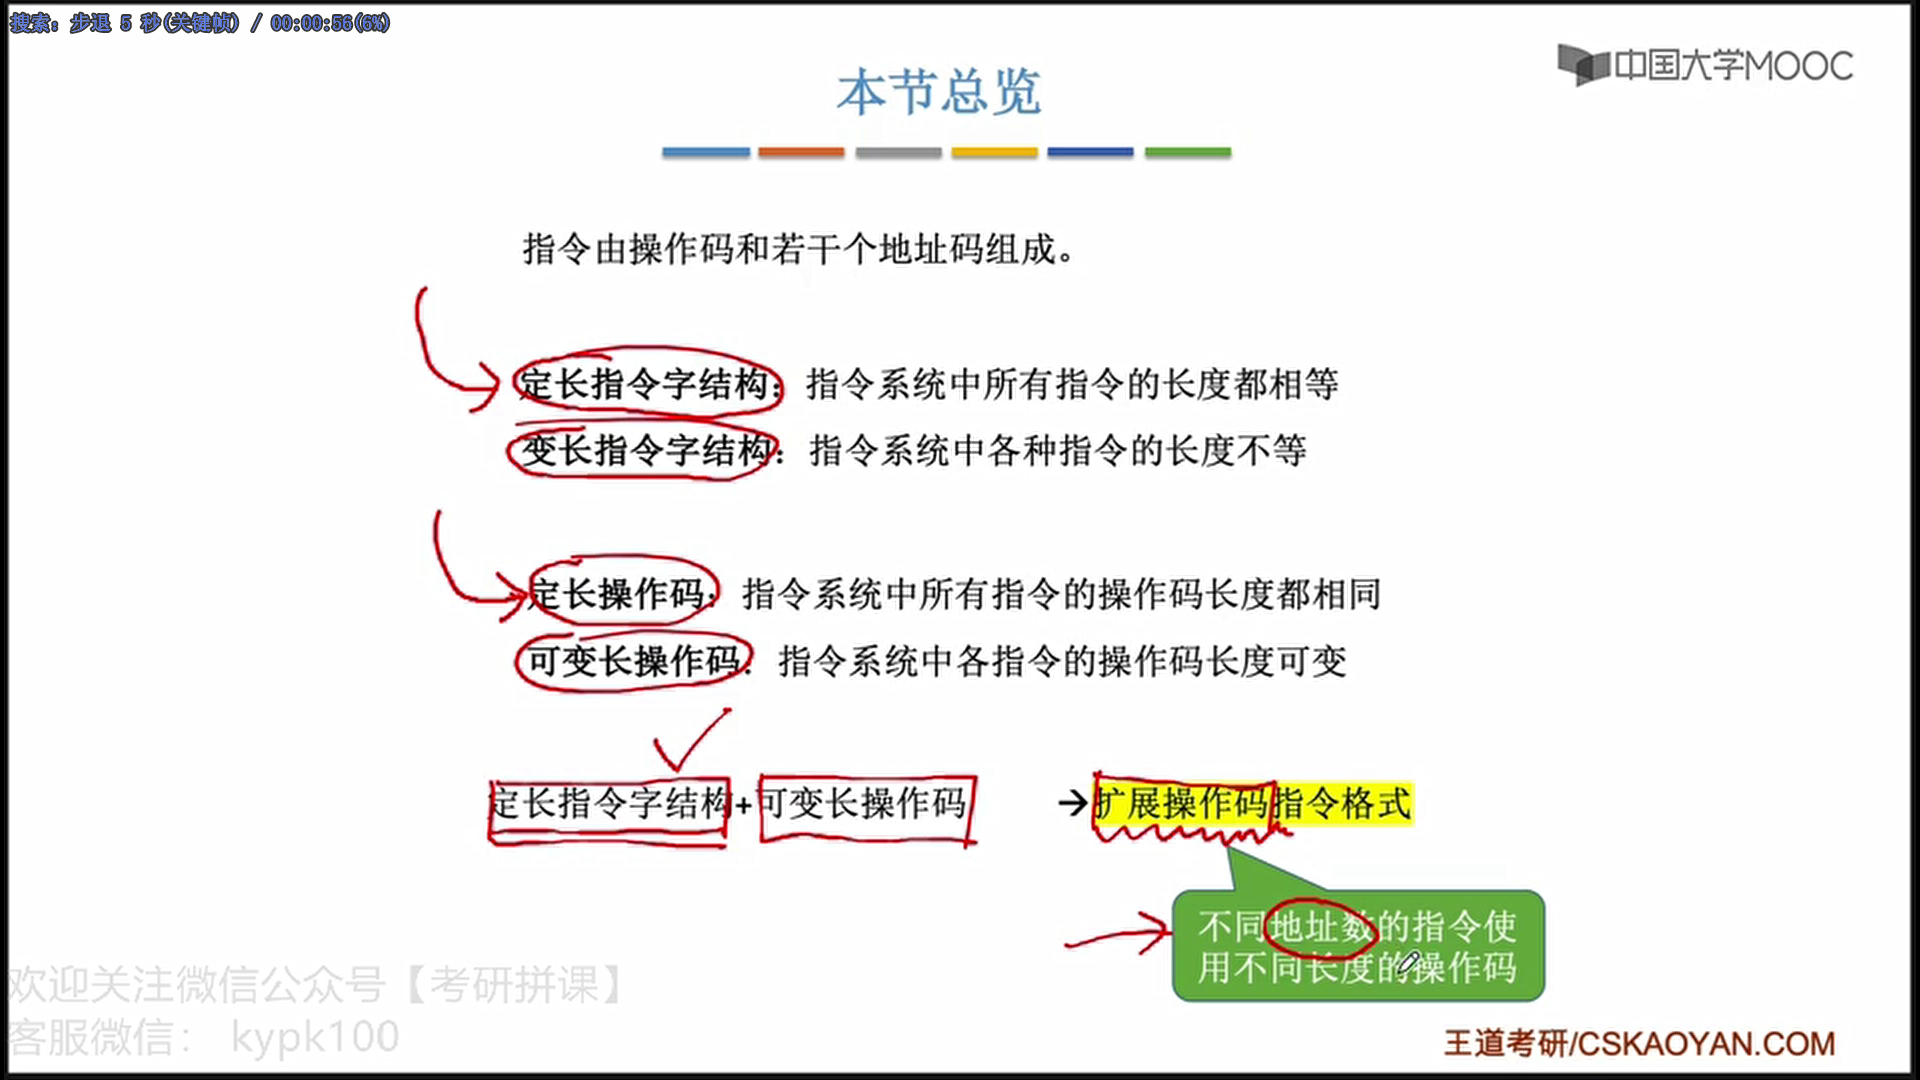 搜索: 步退 5 秒(关键帧) / 00:00:56(6%)
中国大学MOOC
本节总览
指令由操作码和若干个地址码组成。
定长指令字结构：指令系统中所有指令的长度都相等
变长指令字结构：指令系统中各种指令的长度不等
定长操作码：指令系统中所有指令的操作码长度都相同
可变长操作码：指令系统中各指令的操作码长度可变
定长指令字结构+可变长操作码 →扩展操作码指令格式
不同地址数的指令使
用不同长度的操作码
欢迎关注微信公众号【考研拼课】
客服微信： kypk100
王道考研/CSKAOYAN.COM